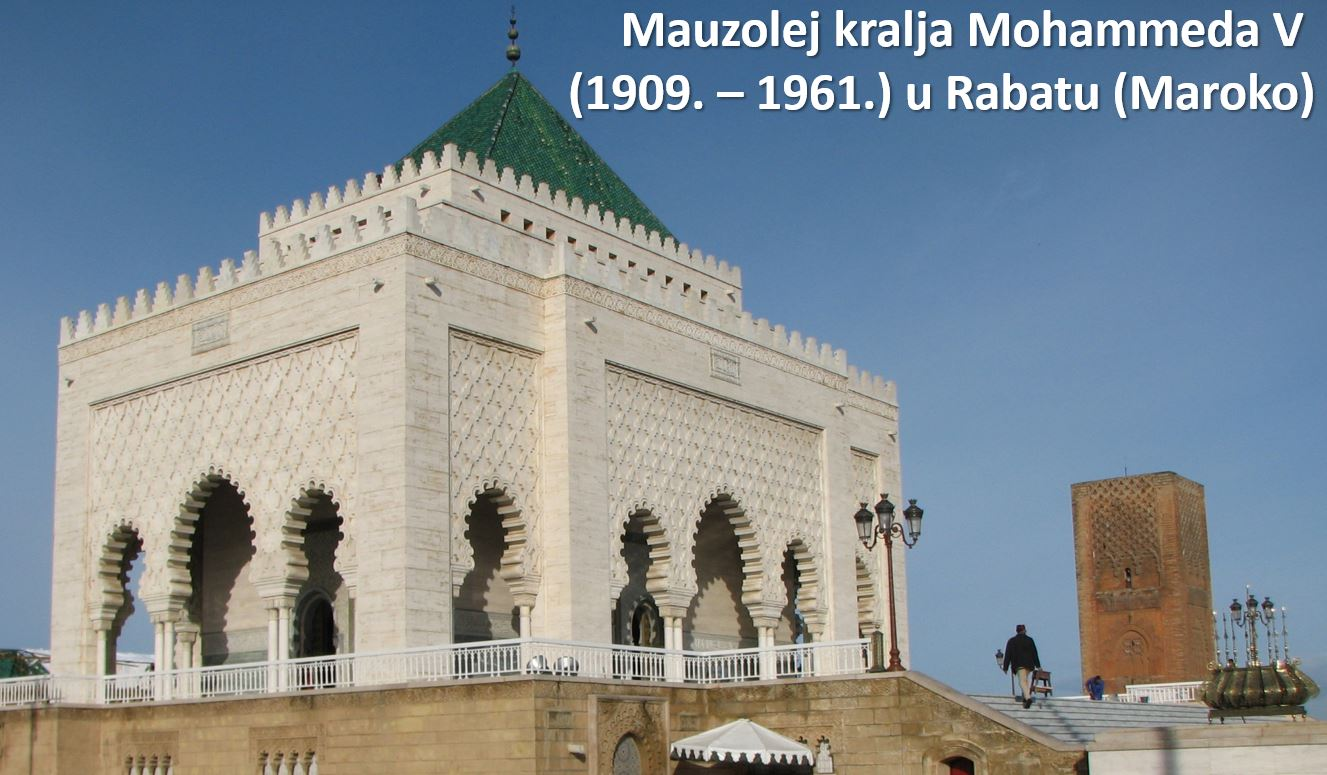 Mauzolej kralja Mohammeda V
(1909. – 1961.) u Rabatu (Maroko)